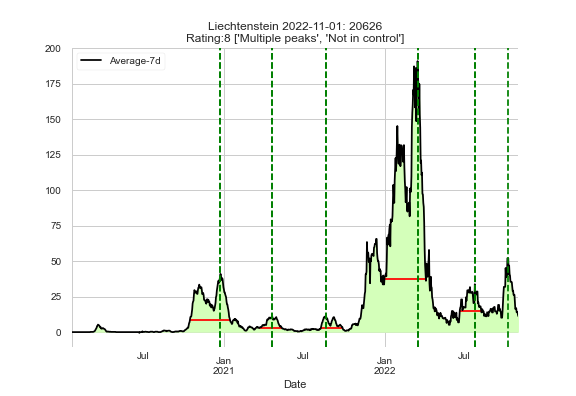 Liechtenstein 2022-11-01: 20626
Rating:8 ['Multiple peaks', 'Not in control']
Average-7d
200
175
150
125
100
75
50
25
0
Jul
Jan
2021
Jul
Jan
2022
Jul
Date